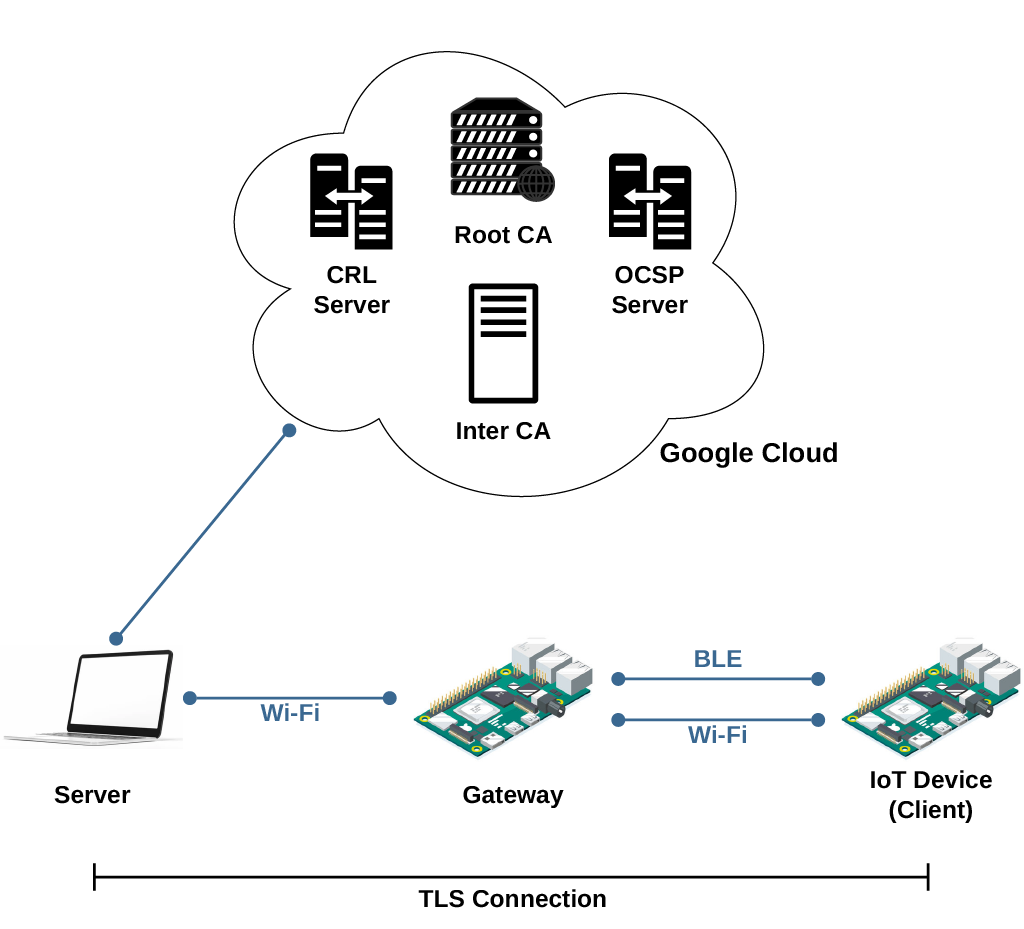 Root CA
CRL
Server
OCSP
Server
Inter CA
Google Cloud
BLE
Wi-Fi
Wi-Fi
Server
Gateway
IoT Device
(Client)
TLS Connection